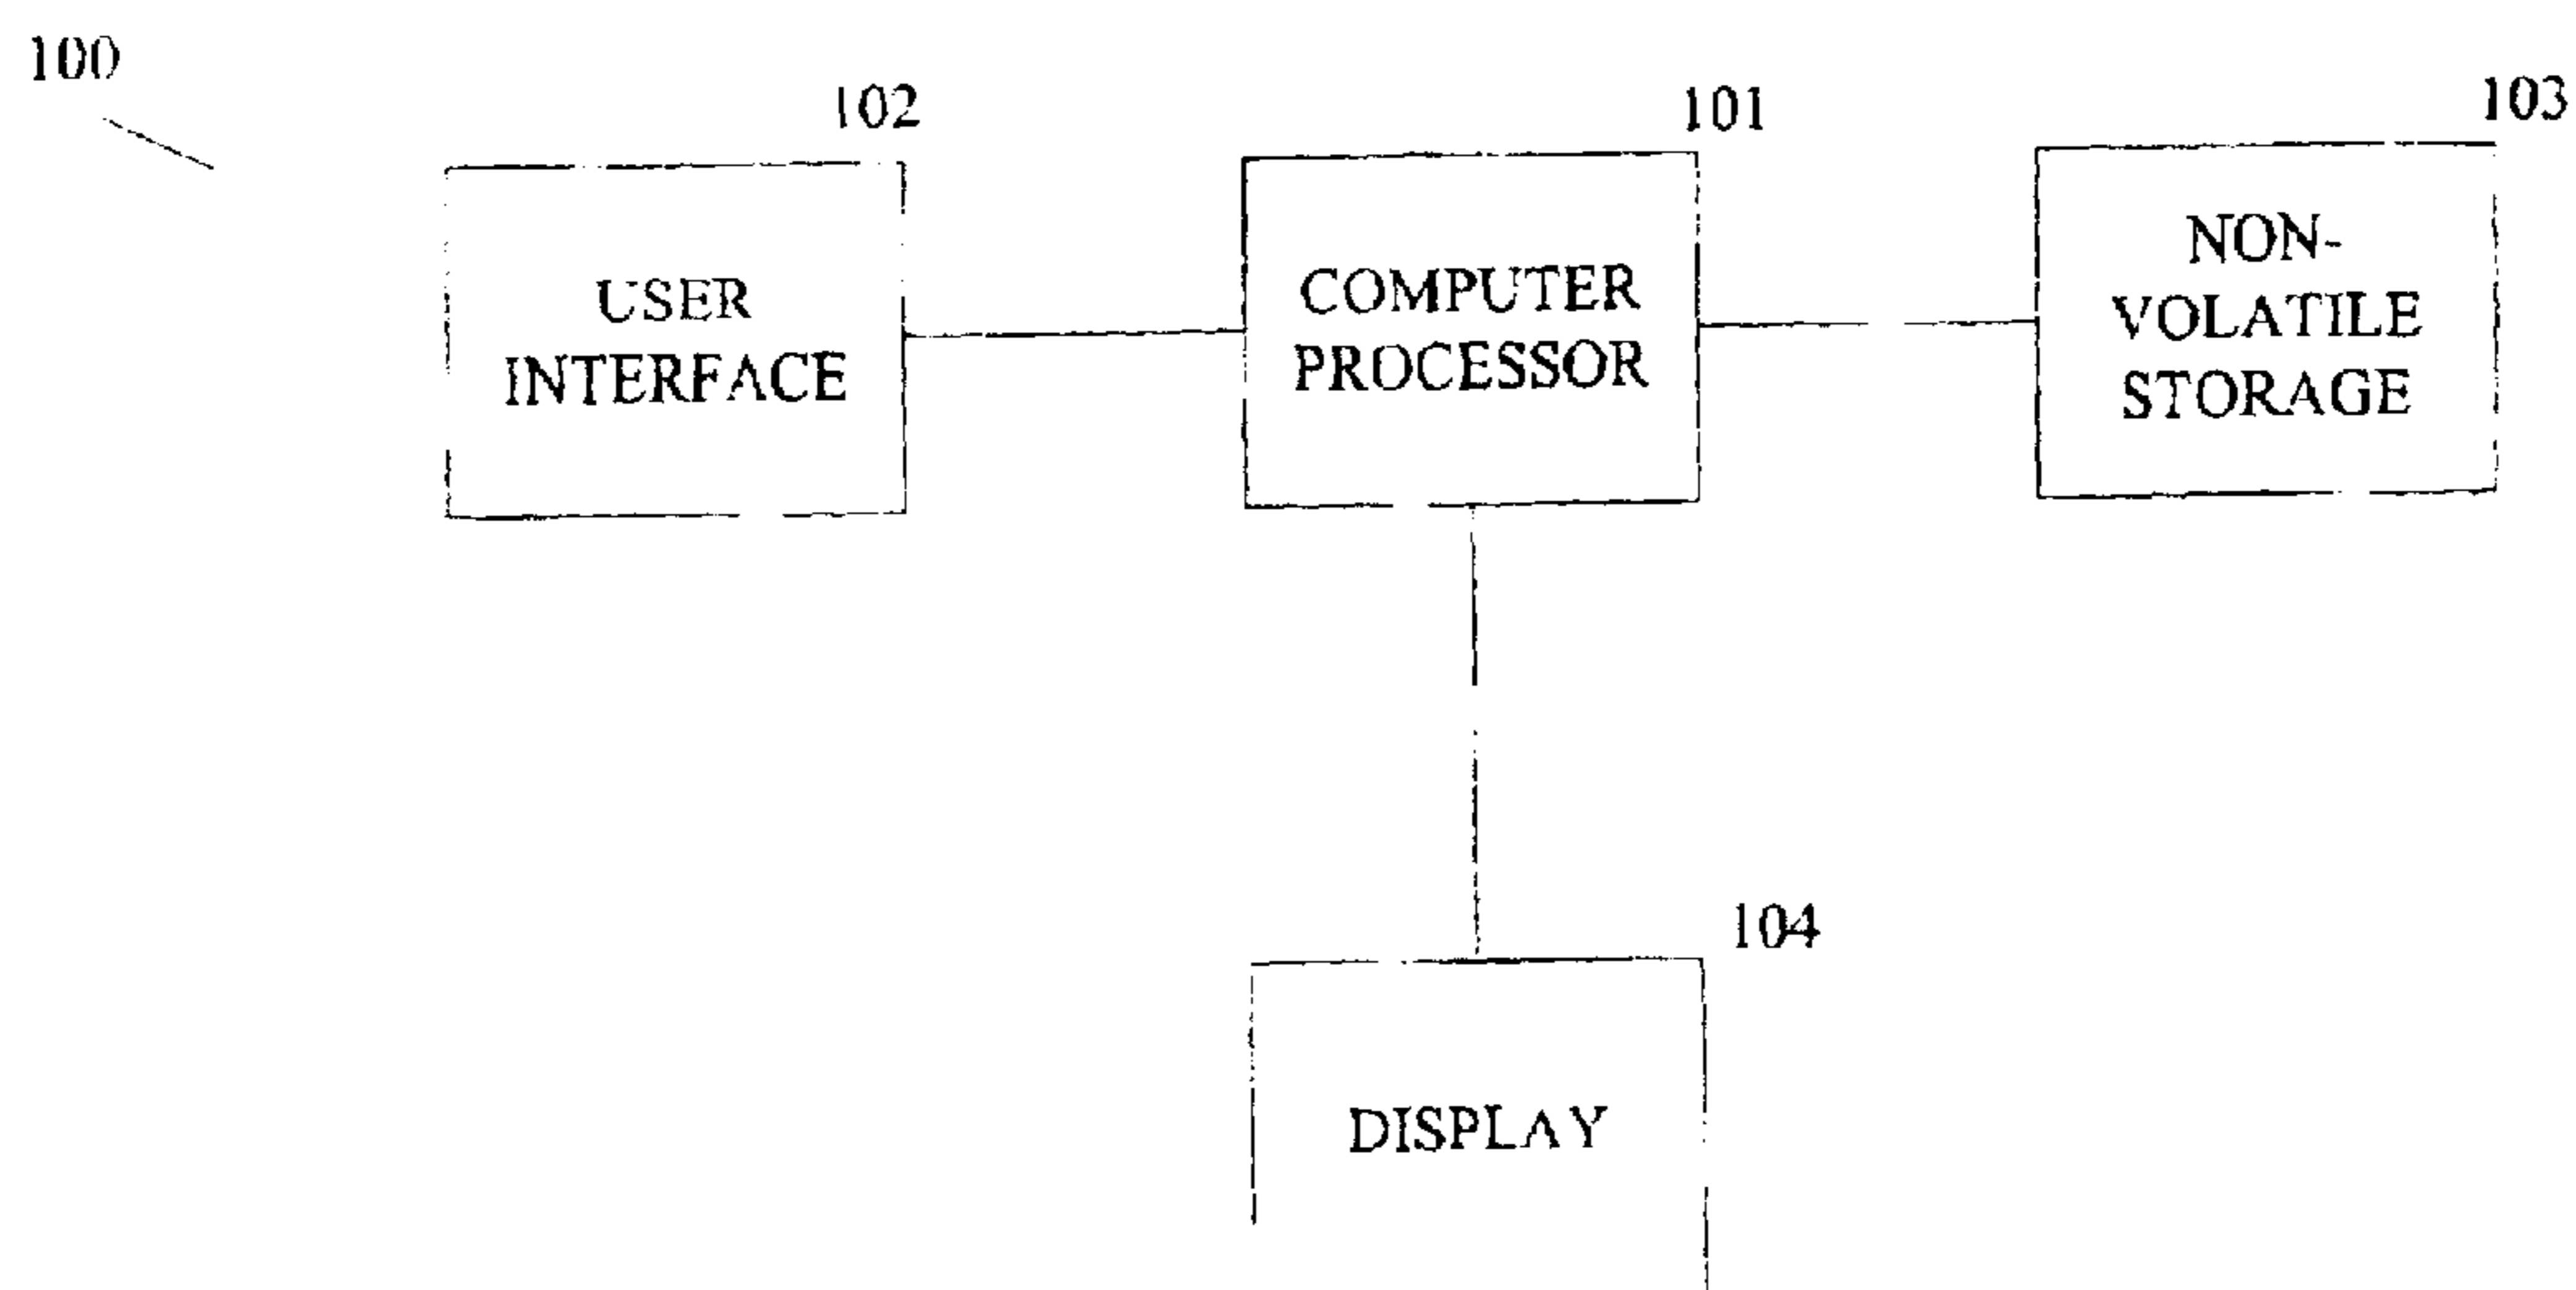 100
102
101
103
USER
INTERFACE
COMPUTER
PROCESSOR
NON-
VOLATILE
STORAGE
104
DISPLAY